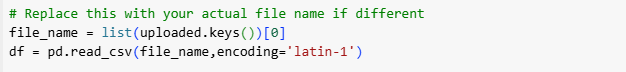 # Replace this with your actual file name if different
file_name = list(uploaded.keys())[0]
df = pd.read_csv(file_name,encoding='latin-1')